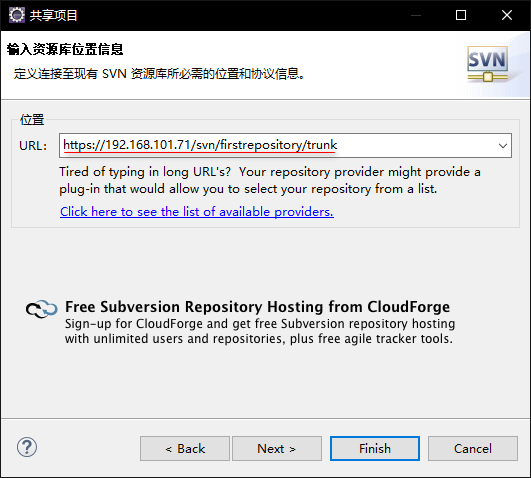 共享项目
输入资源库位置信息
定义连接至现有 SVN 资源库所必需的位置和协议信息。
SVN
位置
URL:
https://192.168.101.71/svn/firstrepository/trunk
Tired of typing in long URL's? Your repository provider might provide a
plug-in that would allow you to select your repository from a list.
Click here to see the list of available providers.
Free Subversion Repository Hosting from CloudForge
Sign-up for CloudForge and get free Subversion repository hosting
with unlimited users and repositories, plus free agile tracker tools.
?
< Back
Next >
Finish
Cancel